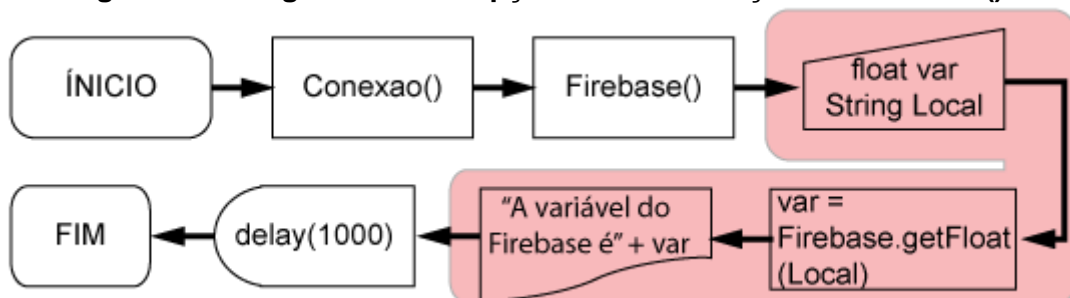 ÍNICIO
Conexao()
Firebase()
float var
String Local
FIM
delay(1000)
“A variável do
Firebase é” + var
var =
Firebase.getFloat
(Local)